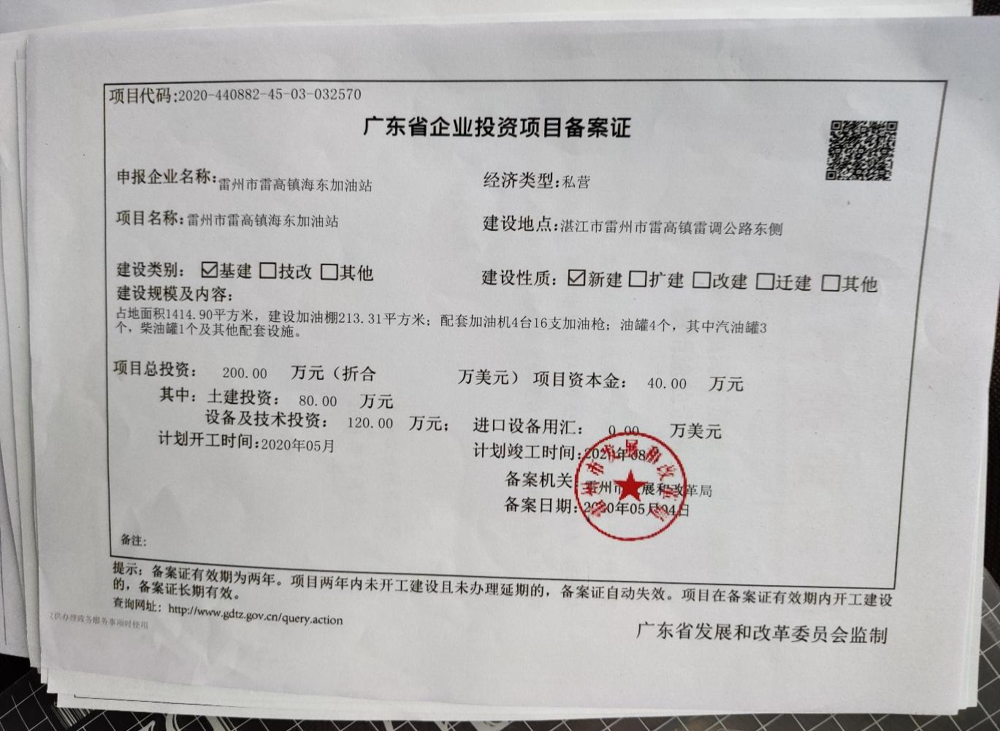 项目代码:2020-440882-45-03-032570
广东省企业投资项目备案证
申报企业名称:雷州市雷高镇海东加油站
经济类型:私营
项目名称:雷州市雷高镇海东加油站
建设地点:湛江市雷州市雷高镇雷调公路东侧
建设类别: ☑基建 □技改 □其他
建设性质: ☑新建 □扩建 □改建 □迁建 □其他
建设规模及内容:
占地面积1414.90平方米,建设加油棚213.31平方米;配套加油机4台16支加油枪;油罐4个,其中汽油罐3
个,柴油罐1个及其他配套设施。
项目总投资: 200.00 万元(折合 万美元) 项目资本金: 40.00 万元
其中: 土建投资: 80.00 万元
设备及技术投资: 120.00 万元; 进口设备用汇: 0.00 万美元
计划开工时间:2020年05月
计划竣工时间:2020年08
备案机关:雷州市发展和改革局
备案日期:2020年05月04日
备注:
提示:备案证有效期为两年。项目两年内未开工建设且未办理延期的,备案证自动失效。项目在备案证有效期内开工建设
的,备案证长期有效。
查询网址:http://www.gdtz.gov.cn/query.action
供办理政务服务事项时使用
广东省发展和改革委员会监制